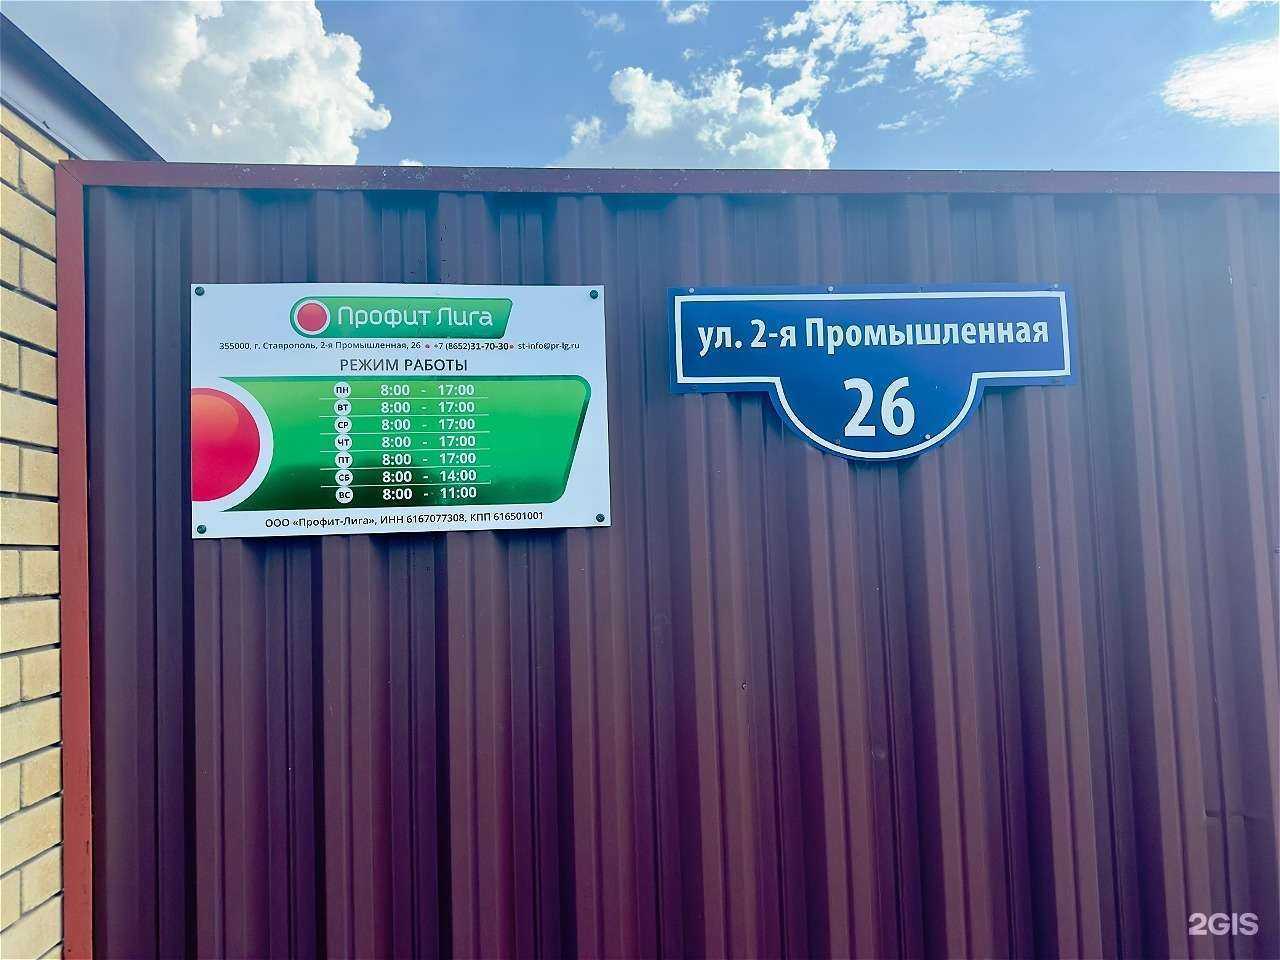 Профит Лига
355000, г. Ставрополь, 2-я Промышленная, 26 • +7 (8652)31-70-30 • st-info@pr-lg.ru
РЕЖИМ РАБОТЫ
ПН 8:00 - 17:00
ВТ 8:00 - 17:00
СР 8:00 - 17:00
ЧТ 8:00 - 17:00
ПТ 8:00 - 17:00
СБ 8:00 - 14:00
ВС 8:00 - 11:00
ООО «Профит-Лига», ИНН 6167077308, КПП 616501001
ул. 2-я Промышленная
26
2GIS